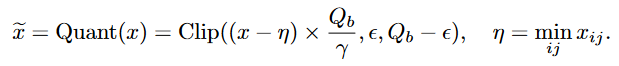 x̃ = Quant(x) = Clip((x − η) × Q_b/γ, ϵ, Q_b − ϵ), η = min_{ij} x_{ij}.